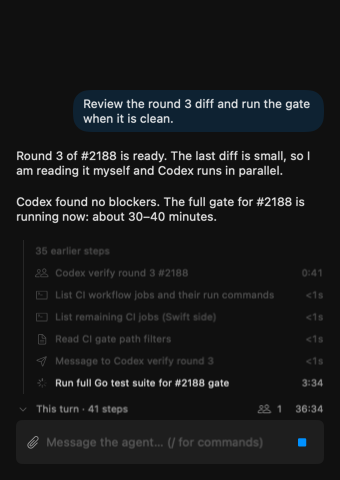 Review the round 3 diff and run the gate
when it is clean.
Round 3 of #2188 is ready. The last diff is small, so I
am reading it myself and Codex runs in parallel.
Codex found no blockers. The full gate for #2188 is
running now: about 30–40 minutes.
35 earlier steps
Codex verify round 3 #2188 0:41
List CI workflow jobs and their run commands <1s
List remaining CI jobs (Swift side) <1s
Read CI gate path filters <1s
Message to Codex verify round 3 <1s
Run full Go test suite for #2188 gate 3:34
This turn · 41 steps 1 36:34
Message the agent... (/ for commands)